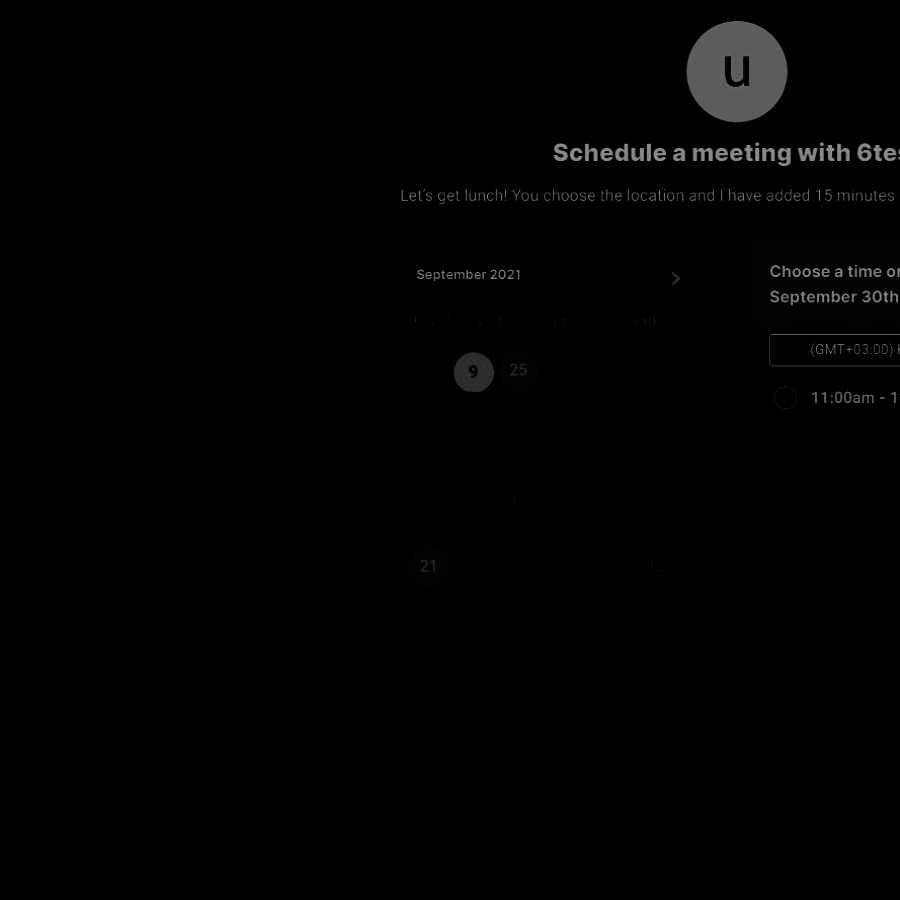 u
Schedule a meeting with 6tes
Let's get lunch! You choose the location and I have added 15 minutes
September 2021
Choose a time on
September 30th
(GMT+03:00)
9 25
11:00am - 1
21